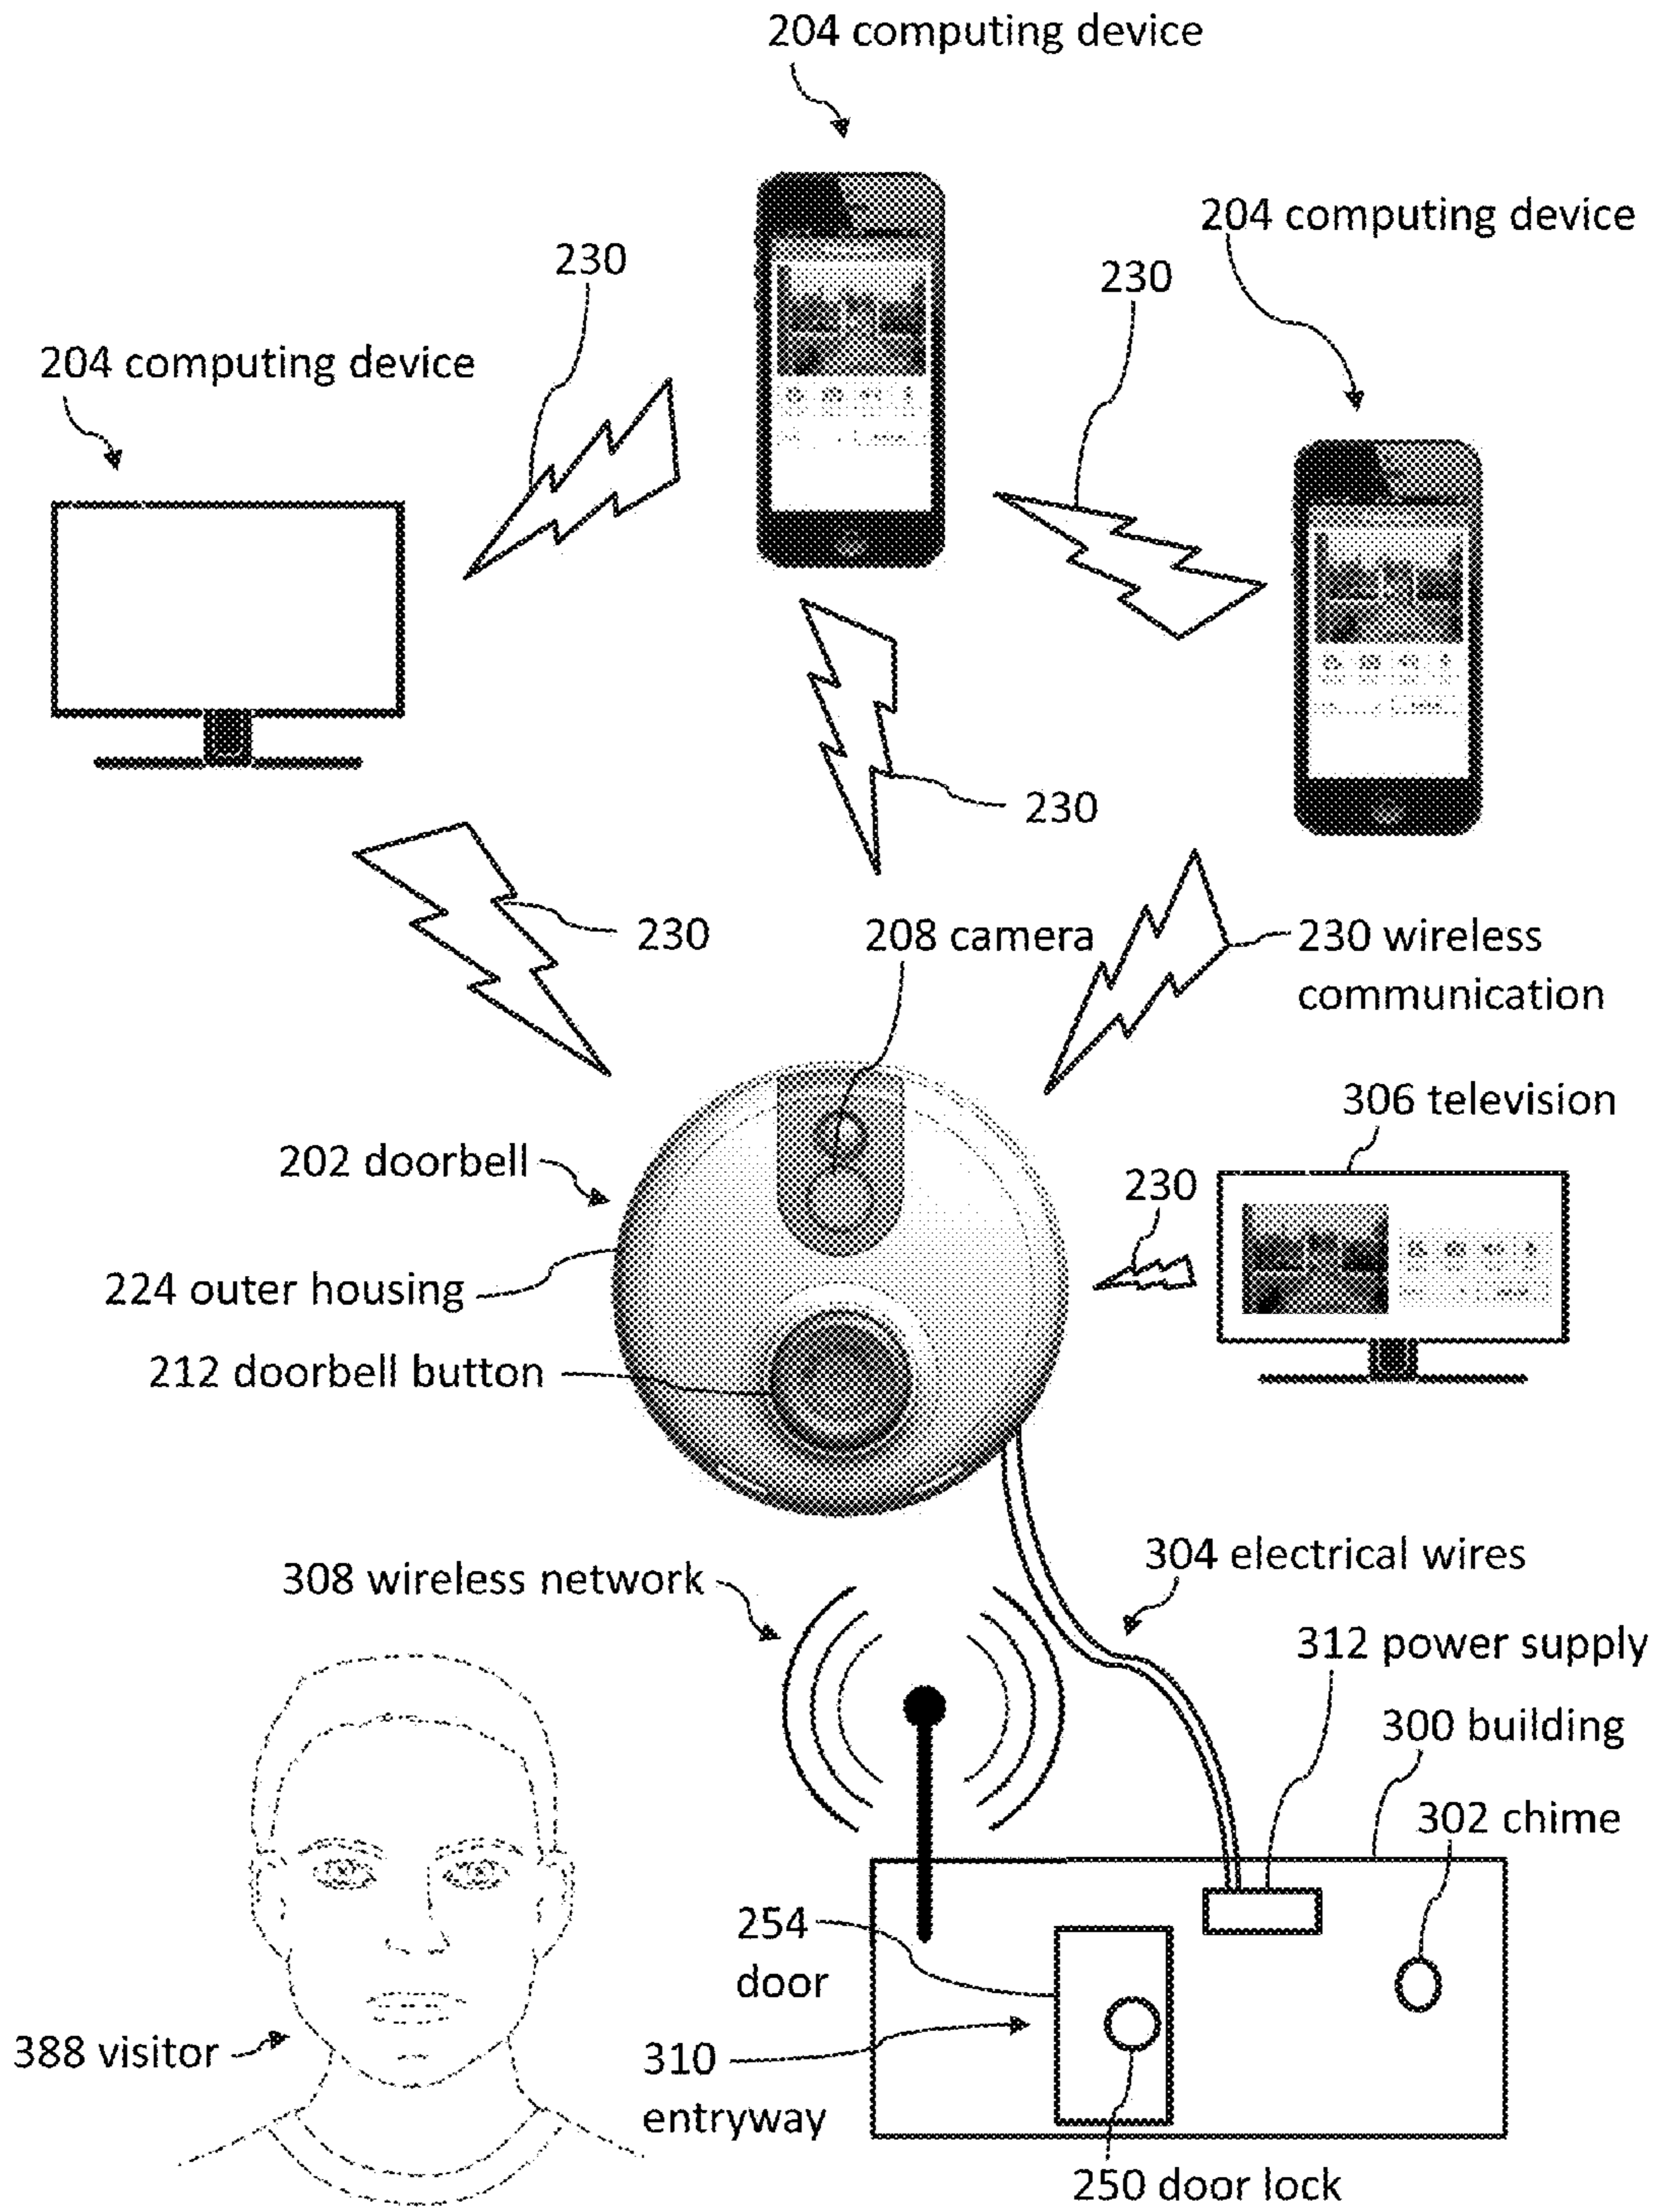 204 computing device
204 computing device
230
230
204 computing device
230
230
208 camera
230 wireless
communication
306 television
202 doorbell
230
224 outer housing
212 doorbell button
304 electrical wires
308 wireless network
312 power supply
300 building
302 chime
254
door
388 visitor
310
entryway
250 door lock